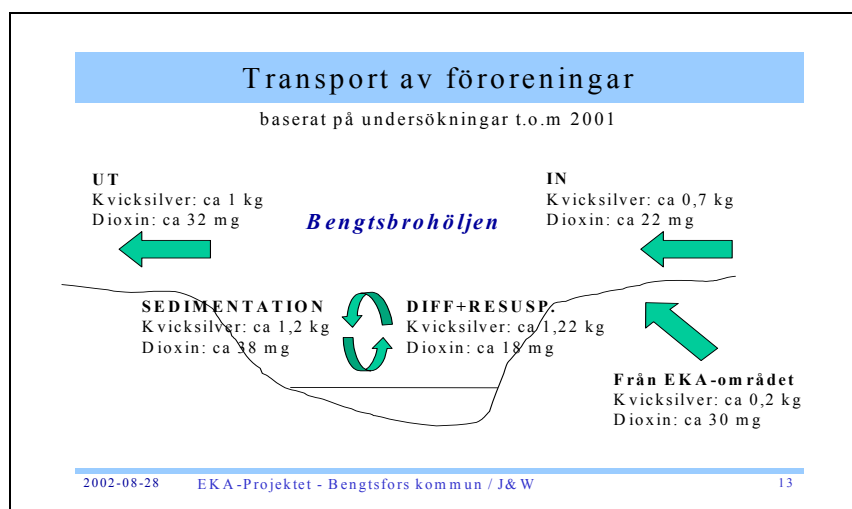 Transport av föroreningar
baserat på undersökningar t.o.m 2001
UT
Kvicksilver: ca 1 kg
Dioxin: ca 32 mg
IN
Kvicksilver: ca 0,7 kg
Dioxin: ca 22 mg
Bengtsbrohöljen
SEDIMENTATION
Kvicksilver: ca 1,2 kg
Dioxin: ca 38 mg
DIFF+RESUSP.
Kvicksilver: ca 1,22 kg
Dioxin: ca 18 mg
Från EKA-området
Kvicksilver: ca 0,2 kg
Dioxin: ca 30 mg
2002-08-28 EKA-Projektet - Bengtsfors kommun / J&W 13